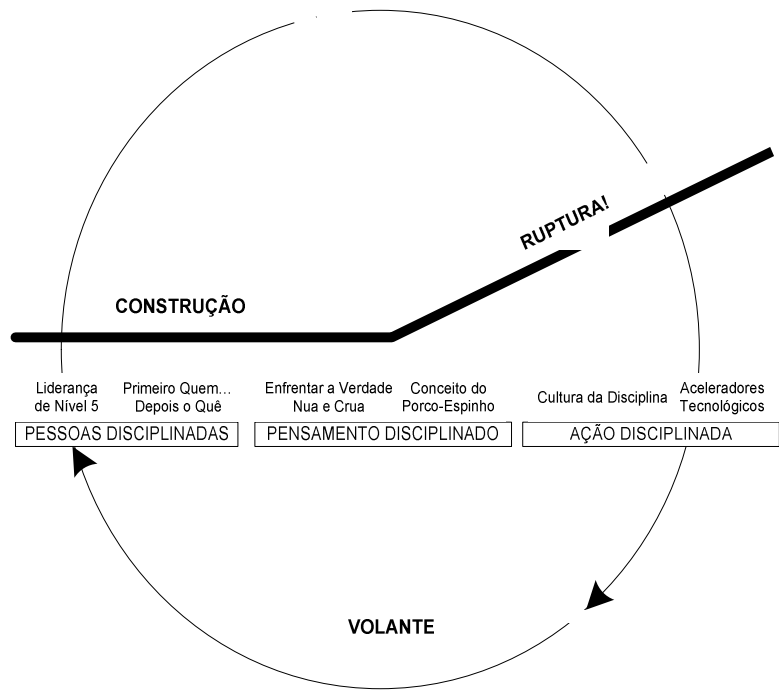 RUPTURA!
CONSTRUÇÃO
Liderança
de Nível 5
Primeiro Quem...
Depois o Quê
Enfrentar a Verdade
Nua e Crua
Conceito do
Porco-Espinho
Cultura da Disciplina
Aceleradores
Tecnológicos
PESSOAS DISCIPLINADAS
PENSAMENTO DISCIPLINADO
AÇÃO DISCIPLINADA
VOLANTE